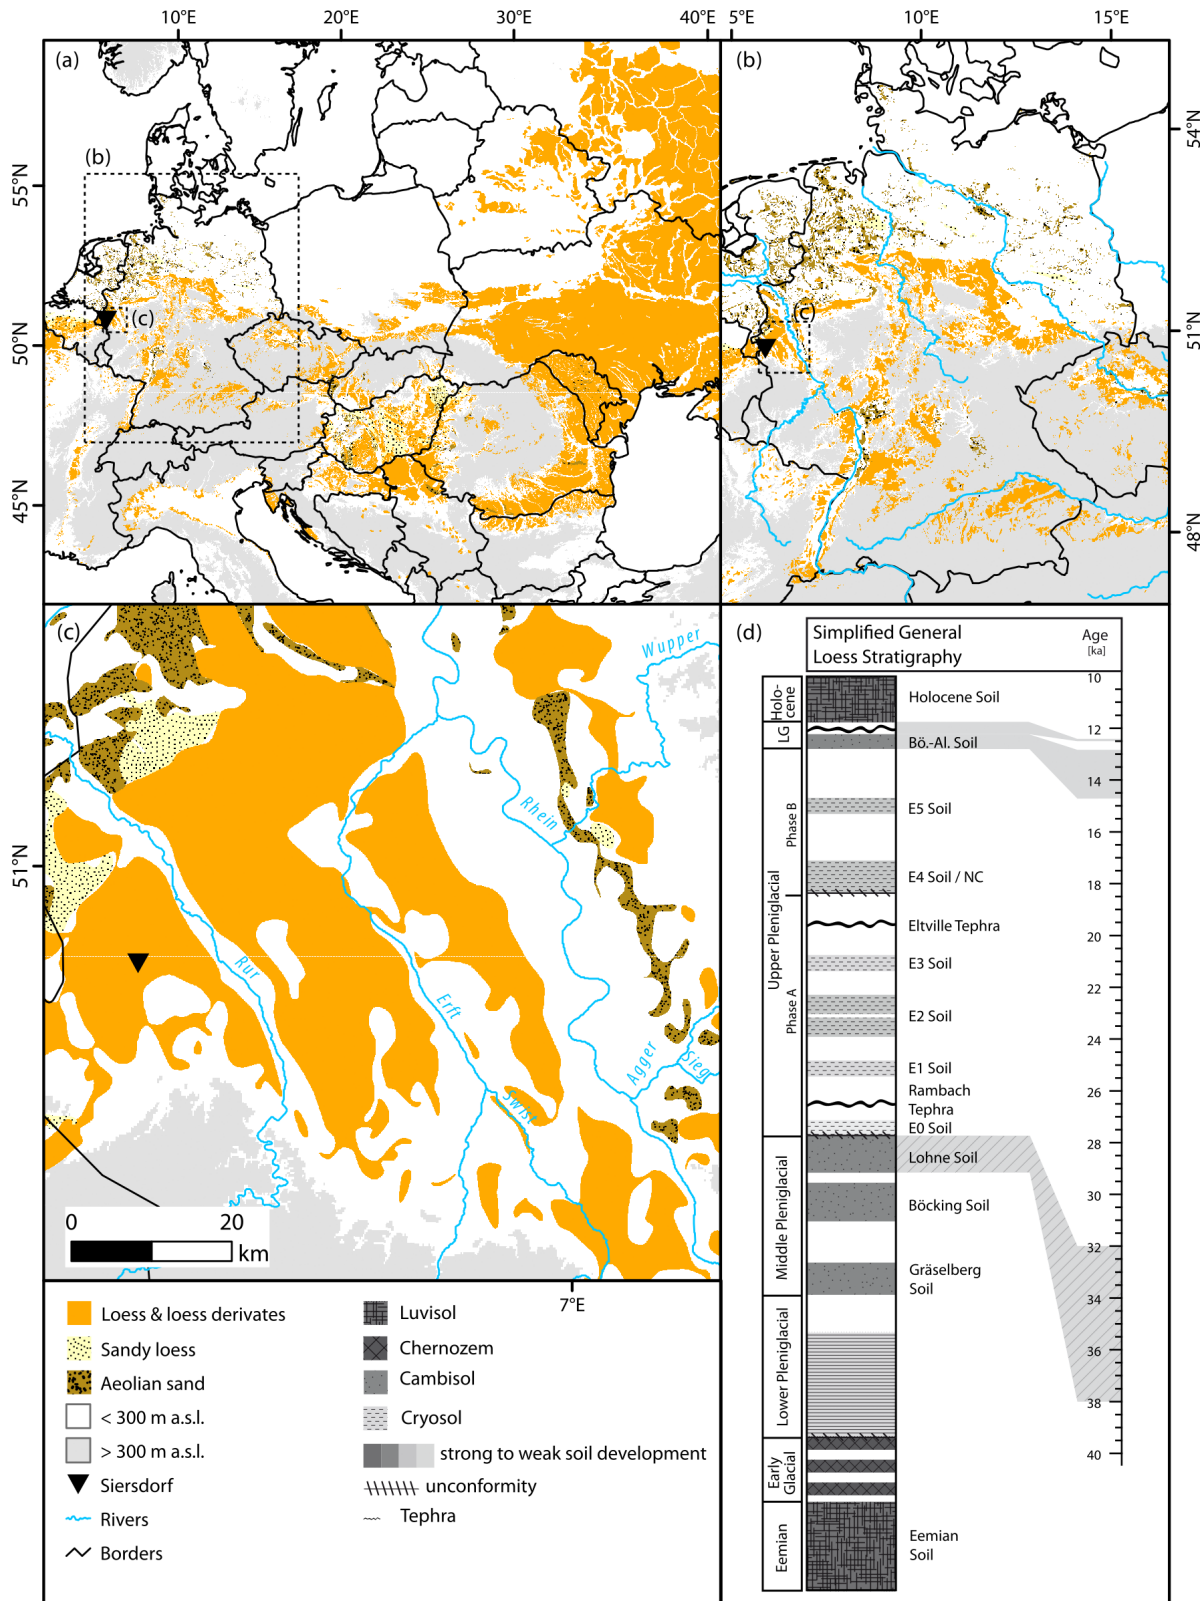 10°E
20°E
30°E
40°E
5°E
10°E
15°E
(a)
(b)
(b)
(c)
(c)
55°N
50°N
45°N
54°N
51°N
48°N
(c)
Wupper
Rhein
Rur
Erft
Swist
Agger
Sieg
51°N
0
20
km
7°E
(d)
Simplified General
Loess Stratigraphy
Age
[ka]
Holo-
cene
LG
Phase B
Upper Pleniglacial
Phase A
Middle Pleniglacial
Lower Pleniglacial
Early
Glacial
Eemian
Holocene Soil
Bö.-Al. Soil
E5 Soil
E4 Soil / NC
Eltville Tephra
E3 Soil
E2 Soil
E1 Soil
Rambach
Tephra
E0 Soil
Lohne Soil
Böcking Soil
Gräselberg
Soil
Eemian
Soil
10
12
14
16
18
20
22
24
26
28
30
32
34
36
38
40
Loess & loess derivates
Sandy loess
Aeolian sand
< 300 m a.s.l.
> 300 m a.s.l.
Siersdorf
Rivers
Borders
Luvisol
Chernozem
Cambisol
Cryosol
strong to weak soil development
unconformity
Tephra